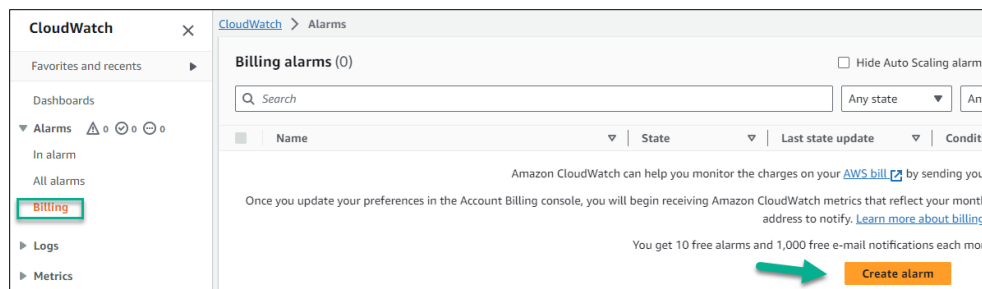 CloudWatch
CloudWatch > Alarms
Favorites and recents
Dashboards
Alarms 0 0 0
In alarm
All alarms
Billing
Logs
Metrics
Billing alarms (0)
Hide Auto Scaling alarm
Search
Any state
An
Name State Last state update Condit
Amazon CloudWatch can help you monitor the charges on your AWS bill by sending you
Once you update your preferences in the Account Billing console, you will begin receiving Amazon CloudWatch metrics that reflect your mont
address to notify. Learn more about billing
You get 10 free alarms and 1,000 free e-mail notifications each mo
Create alarm